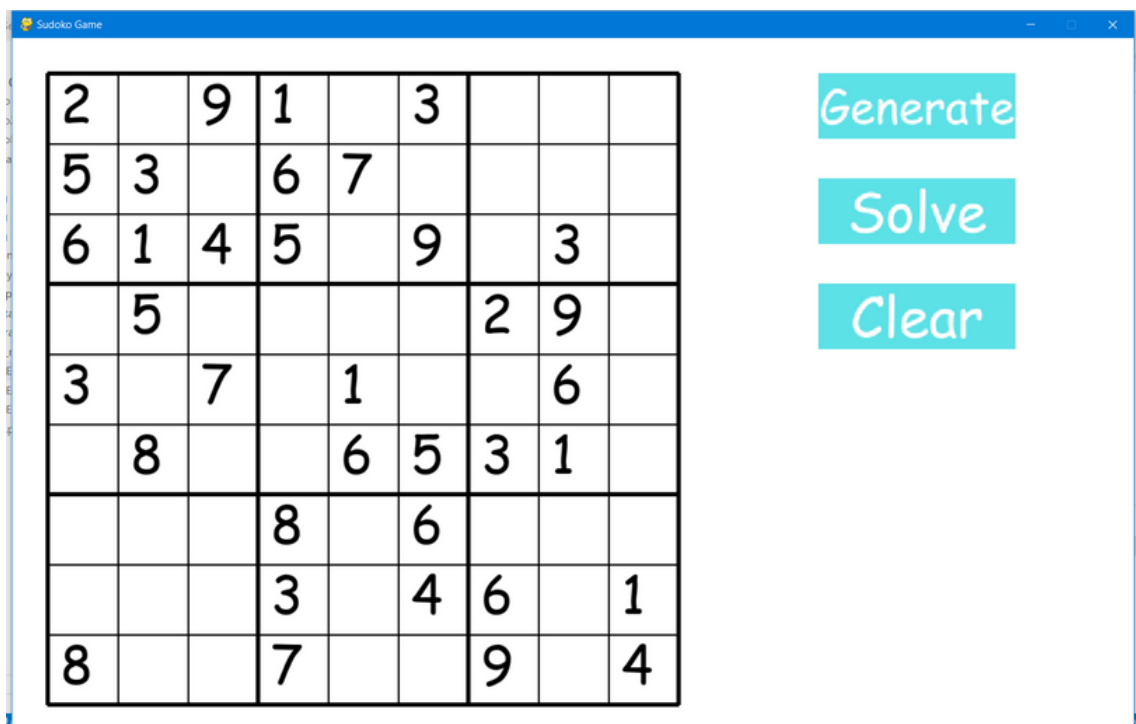 Sudoko Game
2 9 1 3
5 3 6 7
6 1 4 5 9 3
5 2 9
3 7 1 6
8 6 5 3 1
8 6
3 4 6 1
8 7 9 4
Generate
Solve
Clear